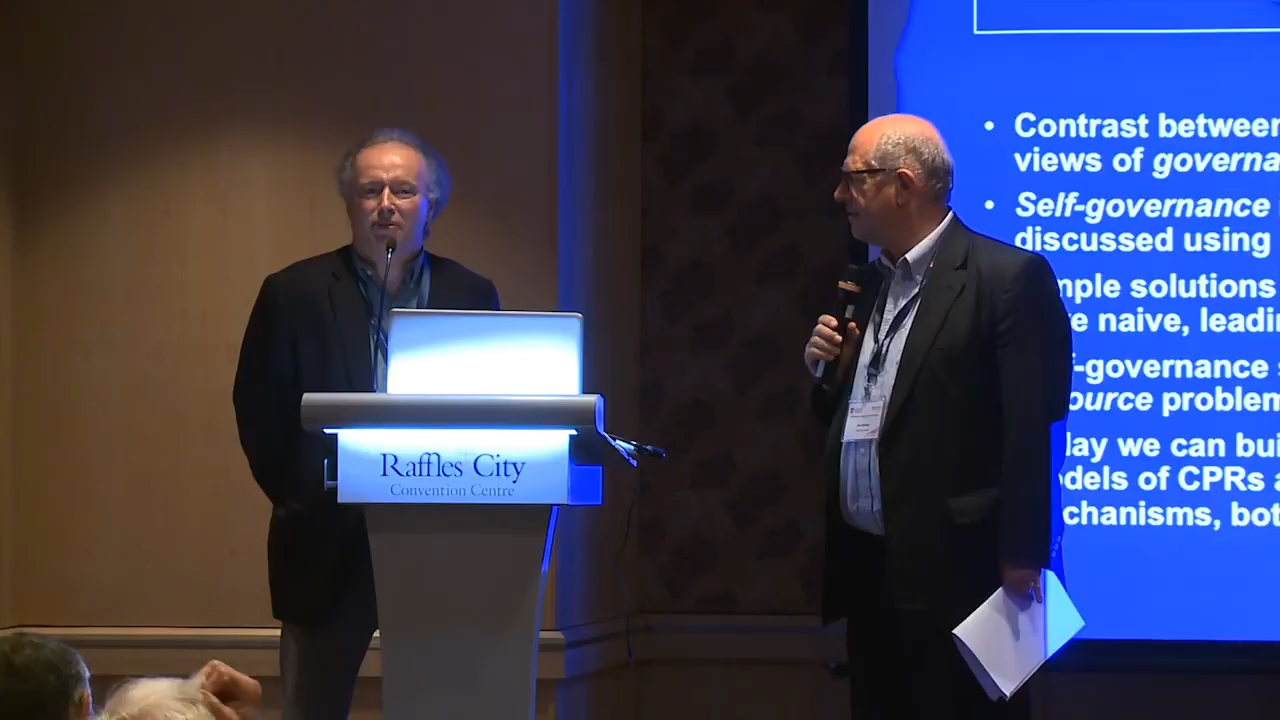 Raffles City
Convention Centre
• Contrast between
views of governa
• Self-governance
discussed using
mple solutions
e naive, leadin
f-governance s
ource problem
lay we can bui
dels of CPRs a
chanisms, bot